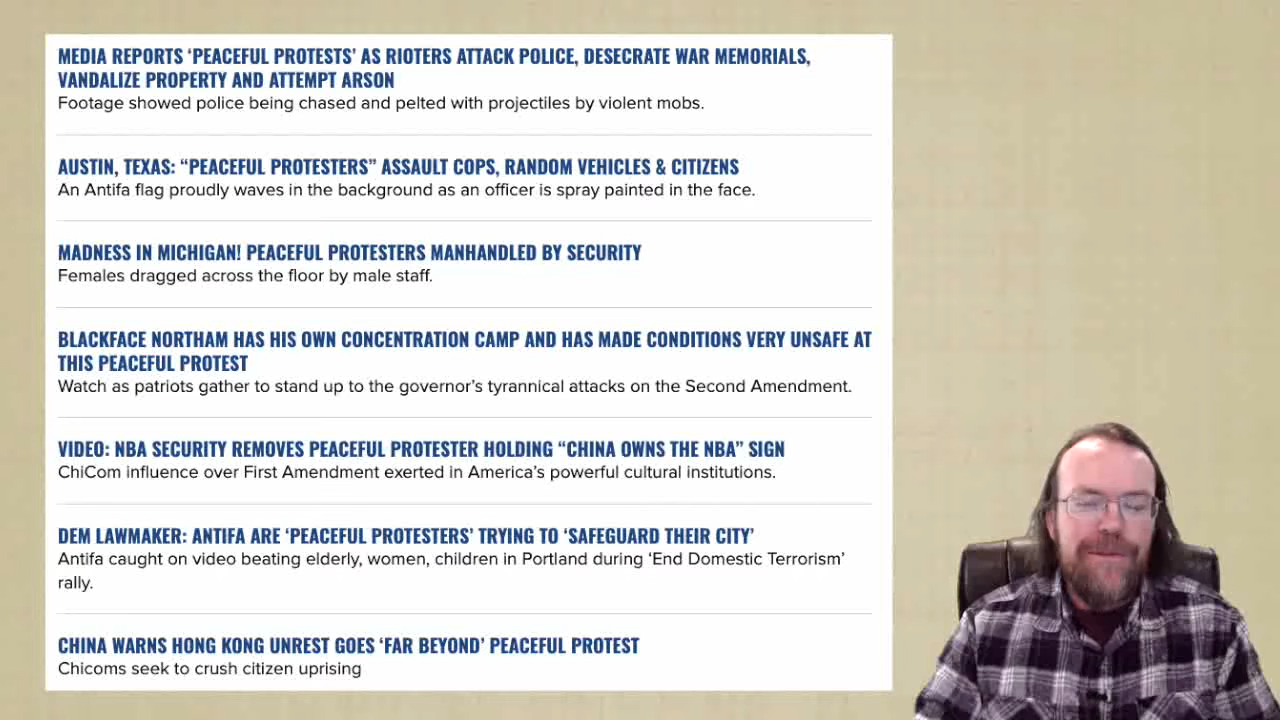 MEDIA REPORTS ‘PEACEFUL PROTESTS’ AS RIOTERS ATTACK POLICE, DESECRATE WAR MEMORIALS,
VANDALIZE PROPERTY AND ATTEMPT ARSON
Footage showed police being chased and pelted with projectiles by violent mobs.
AUSTIN, TEXAS: “PEACEFUL PROTESTERS” ASSAULT COPS, RANDOM VEHICLES & CITIZENS
An Antifa flag proudly waves in the background as an officer is spray painted in the face.
MADNESS IN MICHIGAN! PEACEFUL PROTESTERS MANHANDLED BY SECURITY
Females dragged across the floor by male staff.
BLACKFACE NORTHAM HAS HIS OWN CONCENTRATION CAMP AND HAS MADE CONDITIONS VERY UNSAFE AT
THIS PEACEFUL PROTEST
Watch as patriots gather to stand up to the governor’s tyrannical attacks on the Second Amendment.
VIDEO: NBA SECURITY REMOVES PEACEFUL PROTESTER HOLDING “CHINA OWNS THE NBA” SIGN
ChiCom influence over First Amendment exerted in America’s powerful cultural institutions.
DEM LAWMAKER: ANTIFA ARE ‘PEACEFUL PROTESTERS’ TRYING TO ‘SAFEGUARD THEIR CITY’
Antifa caught on video beating elderly, women, children in Portland during ‘End Domestic Terrorism’
rally.
CHINA WARNS HONG KONG UNREST GOES ‘FAR BEYOND’ PEACEFUL PROTEST
Chicoms seek to crush citizen uprising